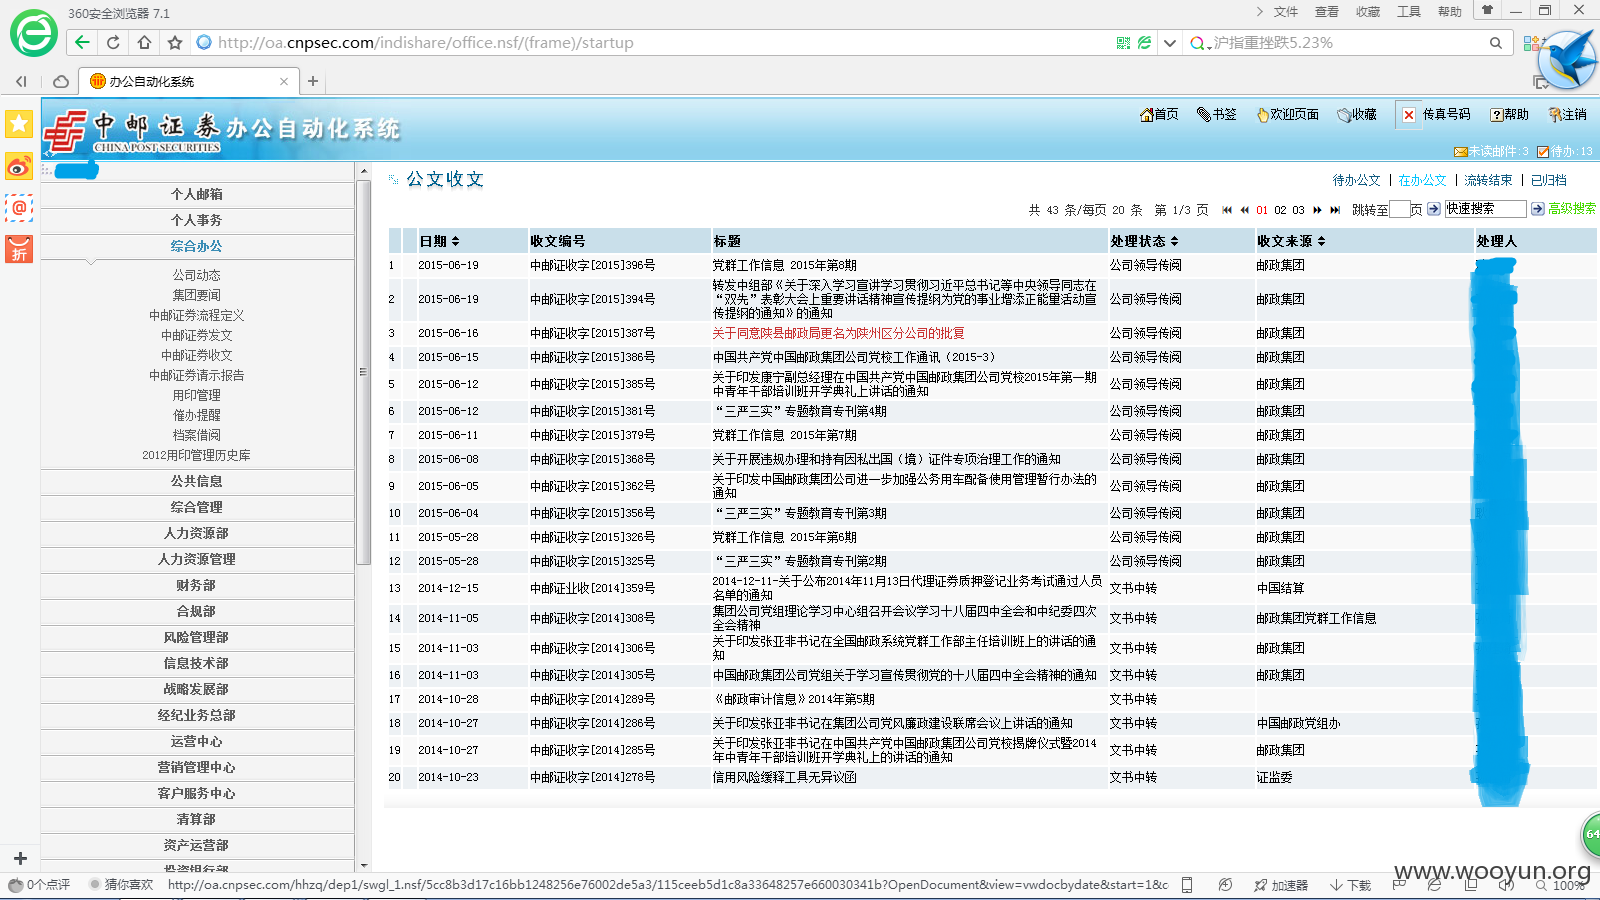 360安全浏览器 7.1
文件 查看 收藏 工具 帮助
http://oa.cnpsec.com/indishare/office.nsf/(frame)/startup
沪指重挫跌5.23%
办公自动化系统
中邮证券办公自动化系统
CHINA POST SECURITIES
首页 书签 欢迎页面 收藏 传真号码 帮助 注销
未读邮件:3 待办:13
折
个人邮箱
个人事务
综合办公
公司动态
集团要闻
中邮证券流程定义
中邮证券发文
中邮证券收文
中邮证券请示报告
用印管理
催办提醒
档案借阅
2012用印管理历史库
公共信息
综合管理
人力资源部
人力资源管理
财务部
合规部
风险管理部
信息技术部
战略发展部
经纪业务总部
运营中心
营销管理中心
客户服务中心
清算部
资产运营部
投资银行部
公文收文
待办公文 | 在办公文 | 流转结束 | 已归档
共 43 条/每页 20 条 第 1/3 页 01 02 03 跳转至 页 快速搜索 高级搜索
日期 收文编号 标题 处理状态 收文来源 处理人
1 2015-06-19 中邮证收字[2015]396号 党群工作信息 2015年第8期 公司领导传阅 邮政集团
2 2015-06-19 中邮证收字[2015]394号 转发中组部《关于深入学习宣讲学习贯彻习近平总书记等中央领导同志在
“双先”表彰大会上重要讲话精神宣传提纲为党的事业增添正能量活动宣
传提纲的通知》的通知 公司领导传阅 邮政集团
3 2015-06-16 中邮证收字[2015]387号 关于同意陕县邮政局更名为陕州区分公司的批复 公司领导传阅 邮政集团
4 2015-06-15 中邮证收字[2015]386号 中国共产党中国邮政集团公司党校工作通讯（2015-3） 公司领导传阅 邮政集团
5 2015-06-12 中邮证收字[2015]385号 关于印发康宁副总经理在中国共产党中国邮政集团公司党校2015年第一期
中青年干部培训班开学典礼上讲话的通知 公司领导传阅 邮政集团
6 2015-06-12 中邮证收字[2015]381号 “三严三实”专题教育专刊第4期 公司领导传阅 邮政集团
7 2015-06-11 中邮证收字[2015]379号 党群工作信息 2015年第7期 公司领导传阅 邮政集团
8 2015-06-08 中邮证收字[2015]368号 关于开展违规办理和持有因私出国（境）证件专项治理工作的通知 公司领导传阅 邮政集团
9 2015-06-05 中邮证收字[2015]362号 关于印发中国邮政集团公司进一步加强公务用车配备使用管理暂行办法的
通知 公司领导传阅 邮政集团
10 2015-06-04 中邮证收字[2015]356号 “三严三实”专题教育专刊第3期 公司领导传阅 邮政集团
11 2015-05-28 中邮证收字[2015]326号 党群工作信息 2015年第6期 公司领导传阅 邮政集团
12 2015-05-28 中邮证收字[2015]325号 “三严三实”专题教育专刊第2期 公司领导传阅 邮政集团
13 2014-12-15 中邮证业收[2014]359号 2014-12-11-关于公布2014年11月13日代理证券质押登记业务考试通过人员
名单的通知 文书中转 中国结算
14 2014-11-05 中邮证收字[2014]308号 集团公司党组理论学习中心组召开会议学习十八届四中全会和中纪委四次
全会精神 文书中转 邮政集团党群工作信息
15 2014-11-03 中邮证收字[2014]306号 关于印发张亚非书记在全国邮政系统党群工作部主任培训班上的讲话的通
知 文书中转 邮政集团
16 2014-11-03 中邮证收字[2014]305号 中国邮政集团公司党组关于学习宣传贯彻党的十八届四中全会精神的通知 文书中转 邮政集团
17 2014-10-28 中邮证收字[2014]289号 《邮政审计信息》2014年第5期 文书中转
18 2014-10-27 中邮证收字[2014]286号 关于印发张亚非书记在集团公司党风廉政建设联席会议上讲话的通知 文书中转 中国邮政党组办
19 2014-10-27 中邮证收字[2014]285号 关于印发张亚非书记在中国共产党中国邮政集团公司党校揭牌仪式暨2014
年中青年干部培训班开学典礼上的讲话的通知 文书中转 邮政集团
20 2014-10-23 中邮证收字[2014]278号 信用风险缓释工具无异议函 文书中转 证监委
64
www.wooyun.org
0个点评 猜你喜欢 http://oa.cnpsec.com/hhzq/dep1/swgl_1.nsf/5cc8b3d17c16bb1248256e76002de5a3/115ceeb5d1c8a33648257e660030341b?OpenDocument&view=vwdocbydate&start=1&c 加速器 下载 100%